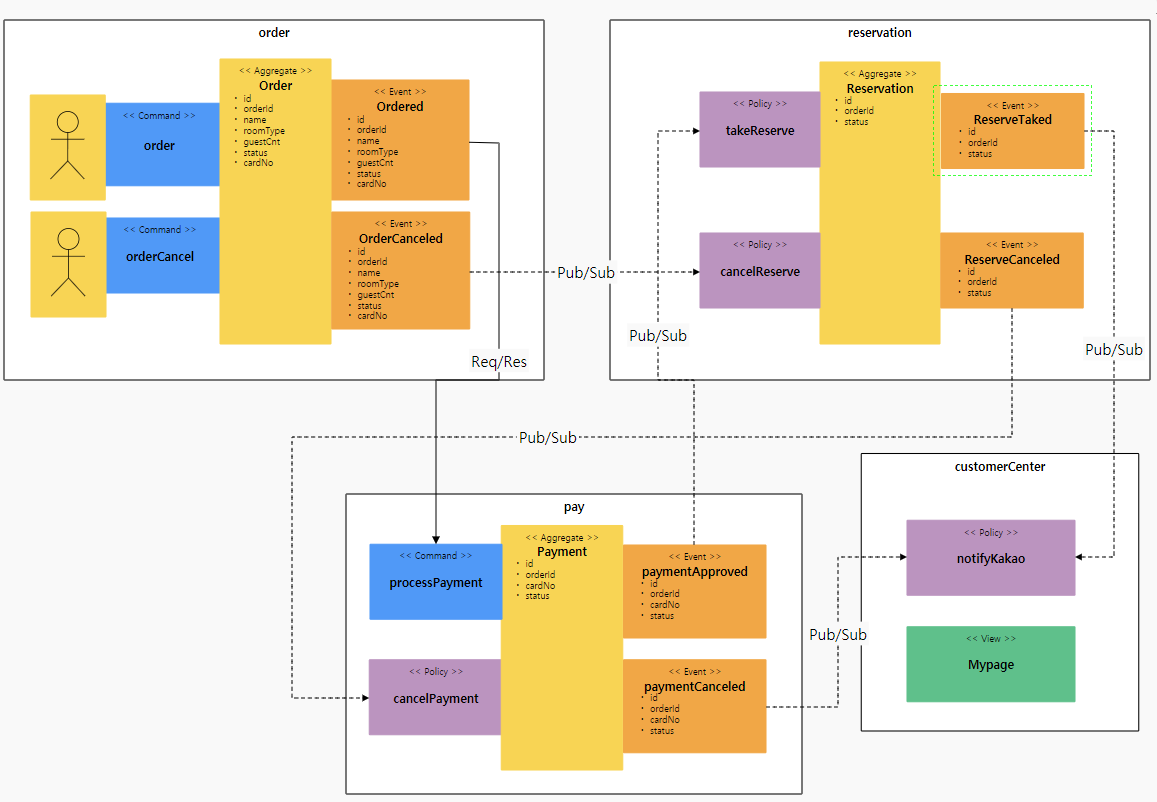 order
<< Command >>
order
<< Command >>
orderCancel
<< Aggregate >>
Order
· id
· orderId
· name
· roomType
· guestCnt
· status
· cardNo
<< Event >>
Ordered
· id
· orderId
· name
· roomType
· guestCnt
· status
· cardNo
<< Event >>
OrderCanceled
· id
· orderId
· name
· roomType
· guestCnt
· status
· cardNo
Req/Res
Pub/Sub
reservation
<< Policy >>
takeReserve
<< Policy >>
cancelReserve
<< Aggregate >>
Reservation
· id
· orderId
· status
<< Event >>
ReserveTaked
· id
· orderId
· status
<< Event >>
ReserveCanceled
· id
· orderId
· status
Pub/Sub
Pub/Sub
Pub/Sub
pay
<< Command >>
processPayment
<< Policy >>
cancelPayment
<< Aggregate >>
Payment
· id
· orderId
· cardNo
· status
<< Event >>
paymentApproved
· id
· orderId
· cardNo
· status
<< Event >>
paymentCanceled
· id
· orderId
· cardNo
· status
Pub/Sub
customerCenter
<< Policy >>
notifyKakao
<< View >>
Mypage